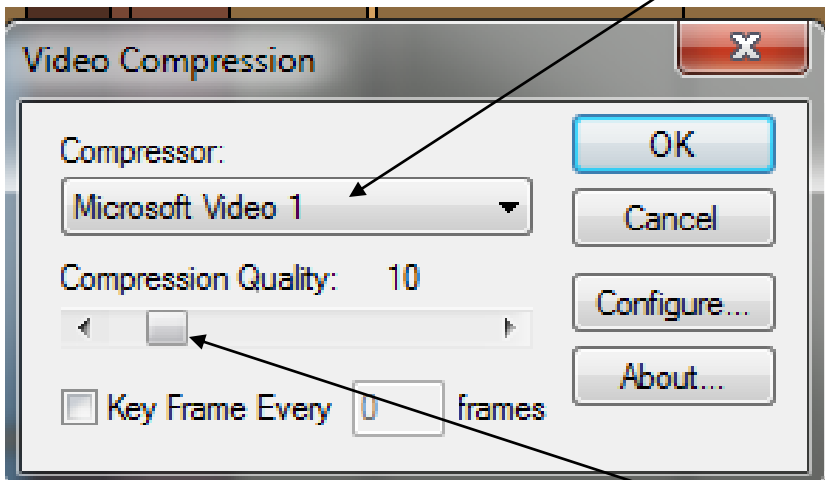 Video Compression
Compressor:
OK
Microsoft Video 1
Cancel
Compression Quality: 10
Configure...
About...
Key Frame Every 0 frames